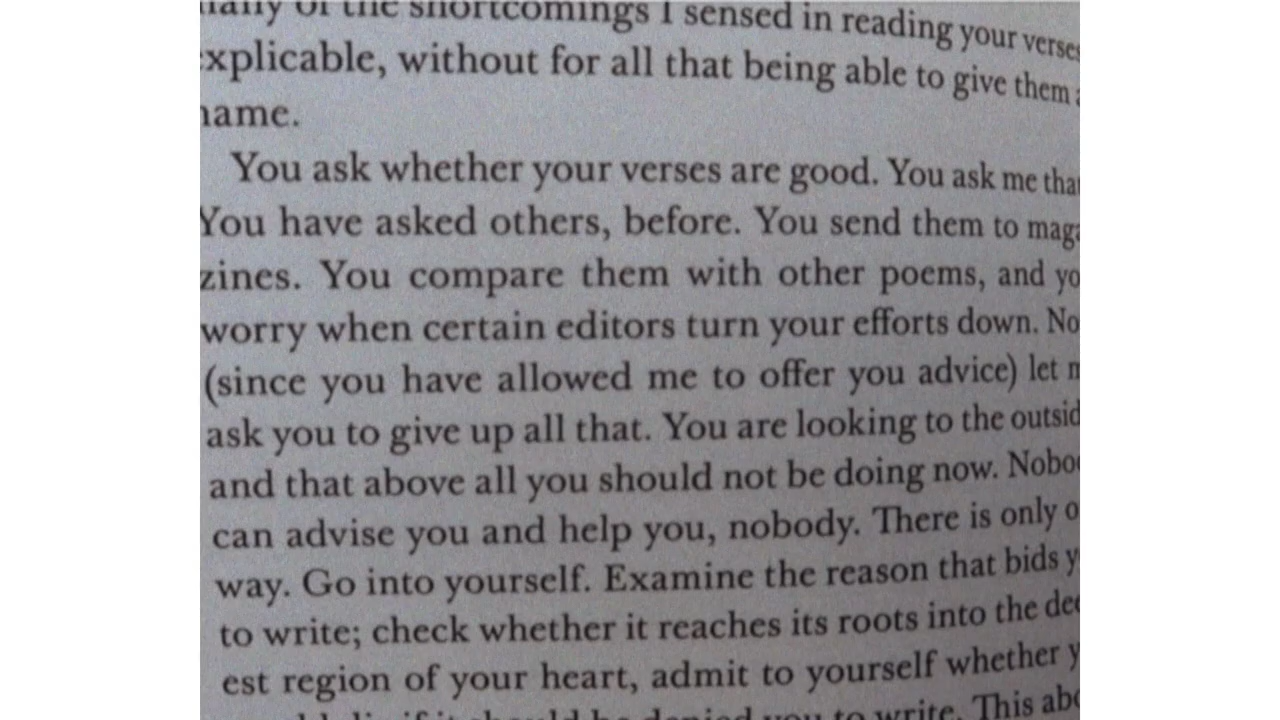 of the shortcomings I sensed in reading your verses
explicable, without for all that being able to give them a
name.
You ask whether your verses are good. You ask me that
You have asked others, before. You send them to maga
zines. You compare them with other poems, and yo
worry when certain editors turn your efforts down. No
(since you have allowed me to offer you advice) let m
ask you to give up all that. You are looking to the outsid
and that above all you should not be doing now. Nobo
can advise you and help you, nobody. There is only o
way. Go into yourself. Examine the reason that bids y
to write; check whether it reaches its roots into the dee
est region of your heart, admit to yourself whether y
if it should be denied you to write. This abo